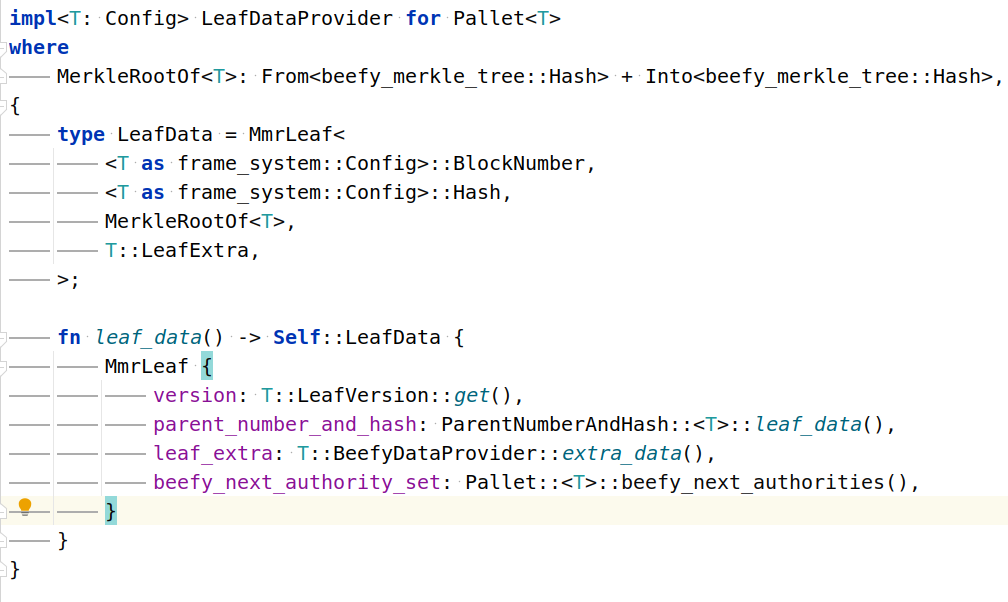 impl<T: Config> LeafDataProvider for Pallet<T>
where
    MerkleRootOf<T>: From<beefy_merkle_tree::Hash> + Into<beefy_merkle_tree::Hash>,
{
    type LeafData = MmrLeaf<
        <T as frame_system::Config>::BlockNumber,
        <T as frame_system::Config>::Hash,
        MerkleRootOf<T>,
        T::LeafExtra,
    >;

    fn leaf_data() -> Self::LeafData {
        MmrLeaf {
            version: T::LeafVersion::get(),
            parent_number_and_hash: ParentNumberAndHash::<T>::leaf_data(),
            leaf_extra: T::BeefyDataProvider::extra_data(),
            beefy_next_authority_set: Pallet::<T>::beefy_next_authorities(),
        }
    }
}